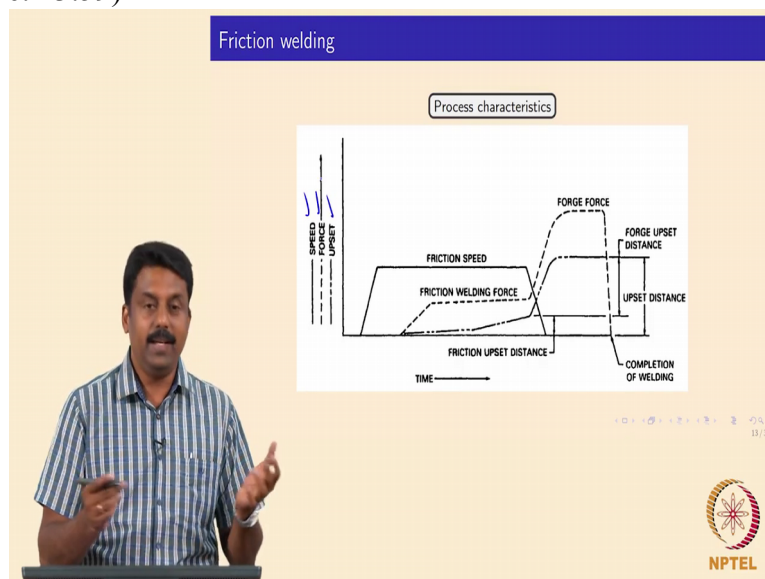 Friction welding
Process characteristics
SPEED
FORCE
UPSET
FRICTION SPEED
FRICTION WELDING FORCE
FORGE FORCE
FORGE UPSET
DISTANCE
UPSET DISTANCE
FRICTION UPSET DISTANCE
COMPLETION
OF WELDING
TIME
NPTEL